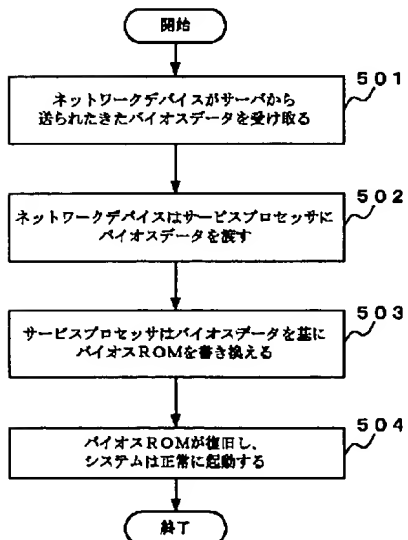 開始
501
ネットワークデバイスがサーバから
送られたきたバイオスデータを受け取る
502
ネットワークデバイスはサービスプロセッサに
バイオスデータを渡す
503
サービスプロセッサはバイオスデータを基に
バイオスROMを書き換える
504
バイオスROMが復旧し、
システムは正常に起動する
終了